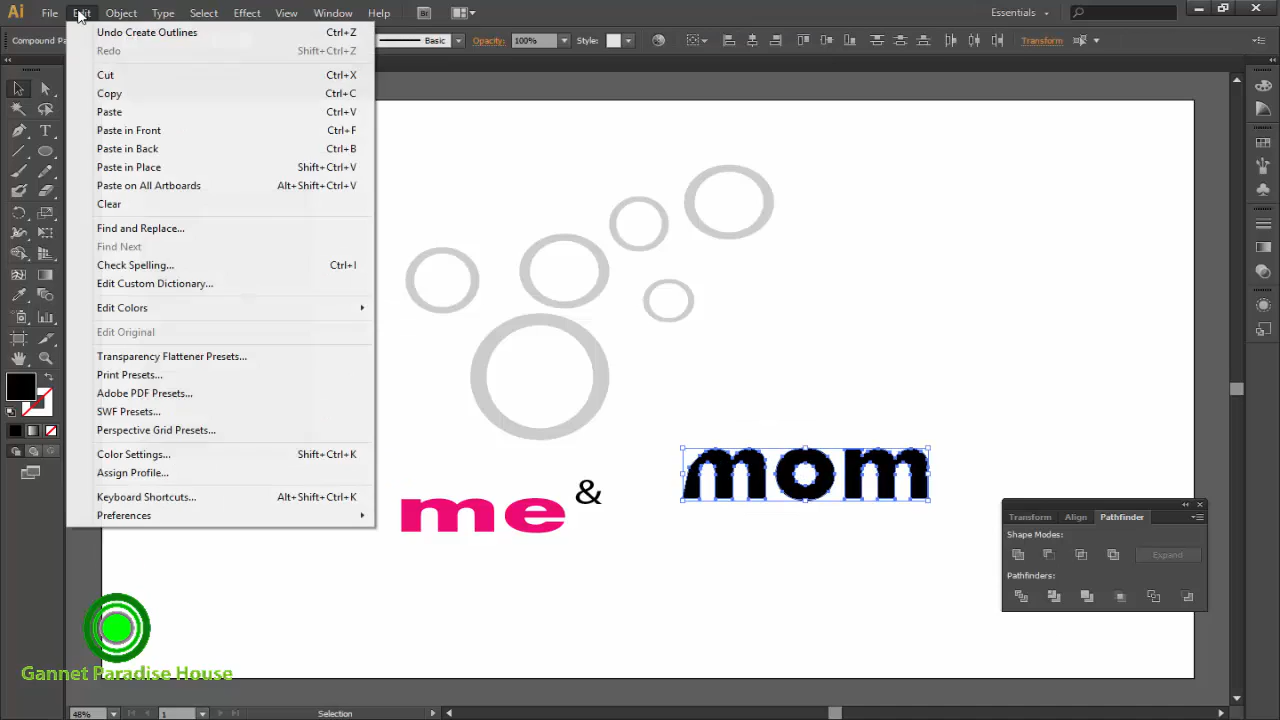 Ai File Edit Object Type Select Effect View Window Help Br Essentials
Compound Pa Basic Opacity: 100% Style: Transform
Undo Create Outlines Ctrl+Z
Redo Shift+Ctrl+Z
Cut Ctrl+X
Copy Ctrl+C
Paste Ctrl+V
Paste in Front Ctrl+F
Paste in Back Ctrl+B
Paste in Place Shift+Ctrl+V
Paste on All Artboards Alt+Shift+Ctrl+V
Clear
Find and Replace...
Find Next
Check Spelling... Ctrl+I
Edit Custom Dictionary...
Edit Colors
Edit Original
Transparency Flattener Presets...
Print Presets...
Adobe PDF Presets...
SWF Presets...
Perspective Grid Presets...
Color Settings... Shift+Ctrl+K
Assign Profile...
Keyboard Shortcuts... Alt+Shift+Ctrl+K
Preferences
me & mom
Transform Align Pathfinder
Shape Modes:
Expand
Pathfinders:
Gannet Paradise House
48% 1 Selection